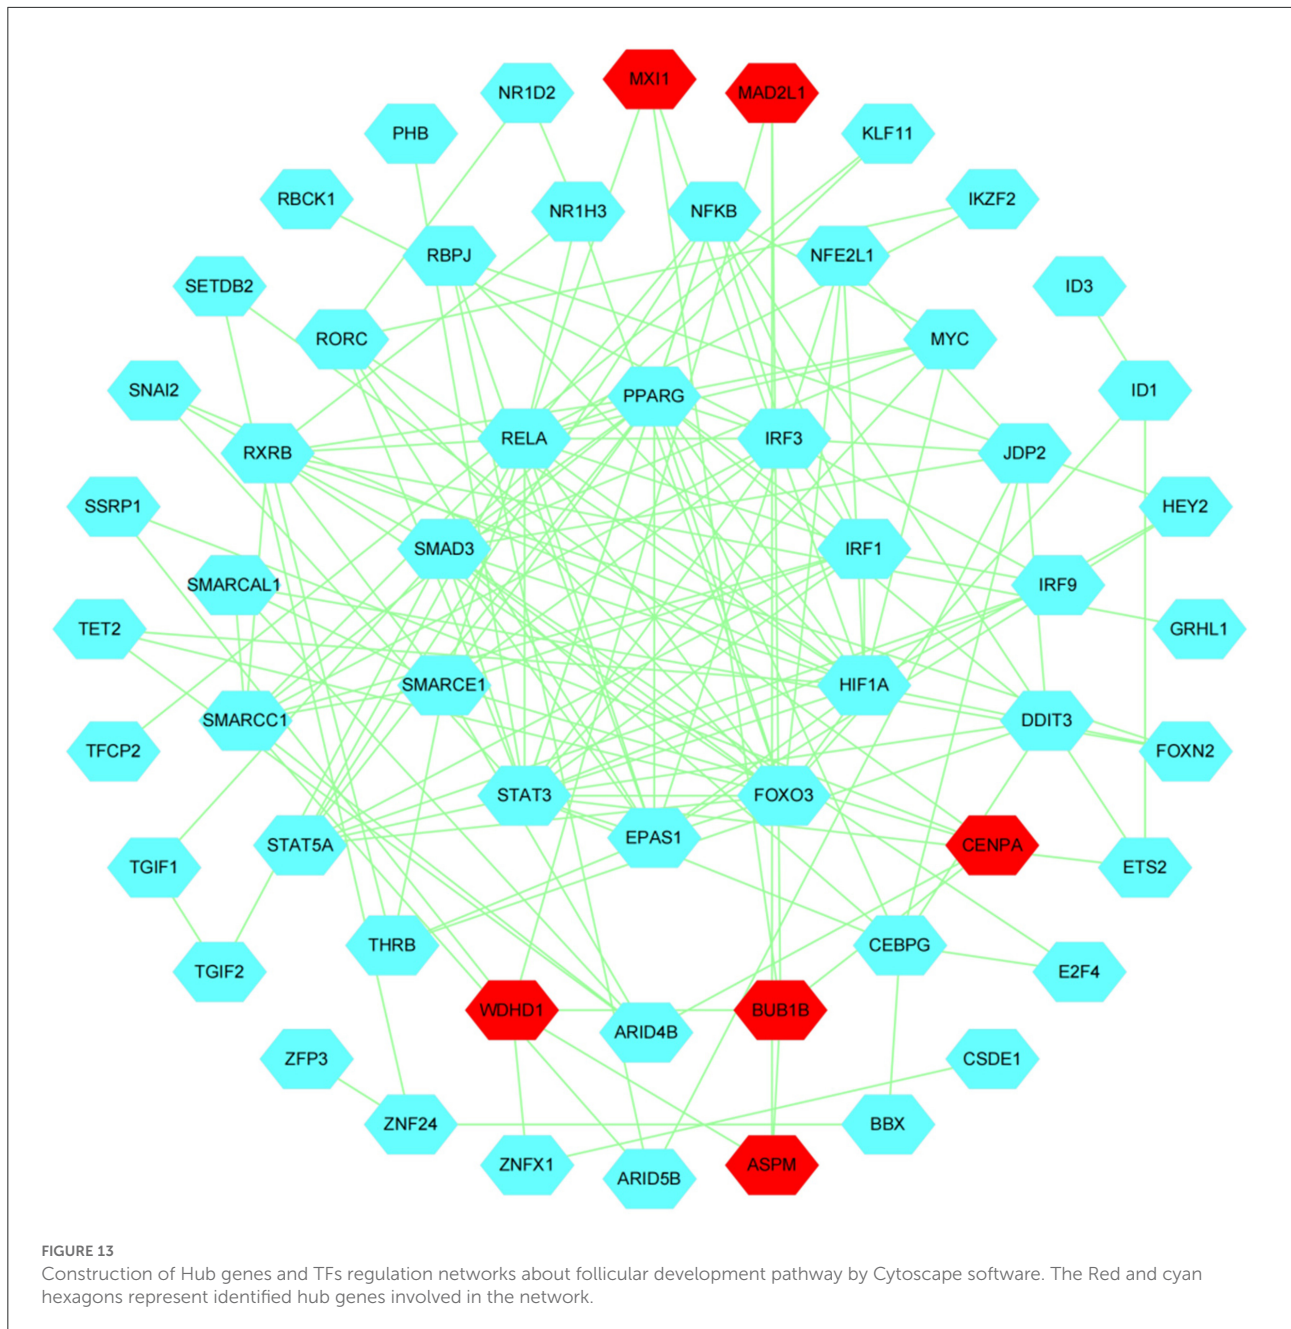 MXI1
NR1D2
MAD2L1
PHB
KLF11
RBCK1
NR1H3
NFKB
IKZF2
RBPJ
NFE2L1
SETDB2
ID3
RORC
MYC
SNAI2
PPARG
ID1
RXRB
RELA
IRF3
JDP2
SSRP1
HEY2
SMAD3
IRF1
SMARCAL1
IRF9
TET2
GRHL1
SMARCE1
HIF1A
SMARCC1
DDIT3
TFCP2
FOXN2
STAT3
FOXO3
EPAS1
STAT5A
CENPA
TGIF1
ETS2
THRB
CEBPG
TGIF2
E2F4
WDHD1
BUB1B
ARID4B
ZFP3
CSDE1
ZNF24
BBX
ZNFX1
ASPM
ARID5B
FIGURE 13
Construction of Hub genes and TFs regulation networks about follicular development pathway by Cytoscape software. The Red and cyan
hexagons represent identified hub genes involved in the network.